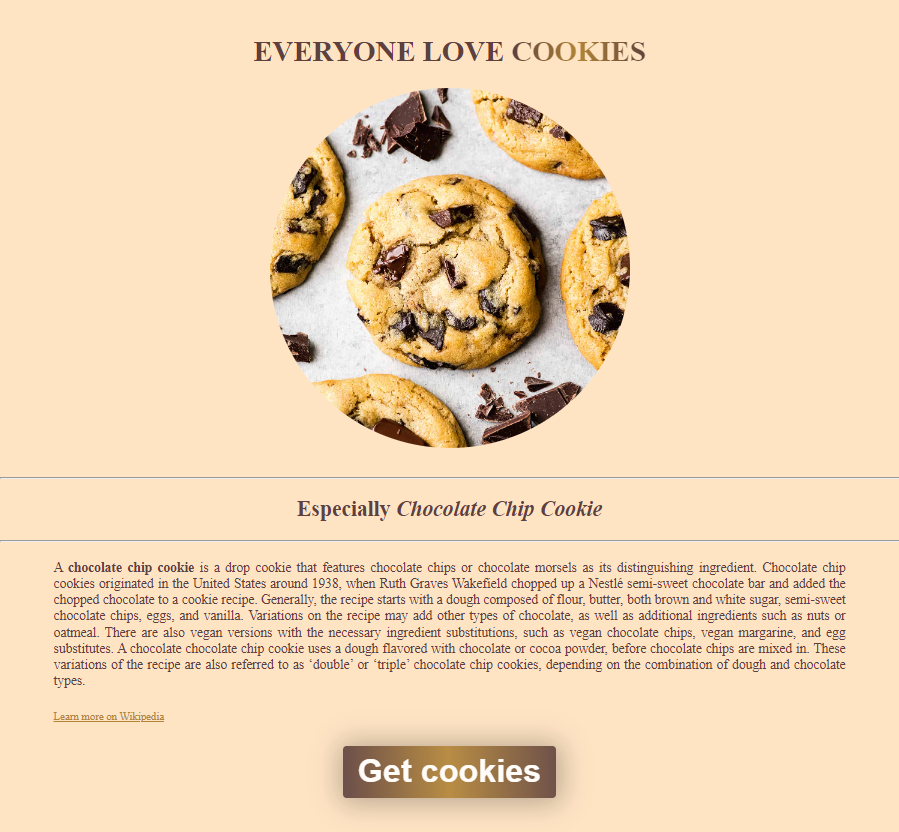 EVERYONE LOVE COOKIES
Especially Chocolate Chip Cookie
A chocolate chip cookie is a drop cookie that features chocolate chips or chocolate morsels as its distinguishing ingredient. Chocolate chip
cookies originated in the United States around 1938, when Ruth Graves Wakefield chopped up a Nestlé semi-sweet chocolate bar and added the
chopped chocolate to a cookie recipe. Generally, the recipe starts with a dough composed of flour, butter, both brown and white sugar, semi-sweet
chocolate chips, eggs, and vanilla. Variations on the recipe may add other types of chocolate, as well as additional ingredients such as nuts or
oatmeal. There are also vegan versions with the necessary ingredient substitutions, such as vegan chocolate chips, vegan margarine, and egg
substitutes. A chocolate chocolate chip cookie uses a dough flavored with chocolate or cocoa powder, before chocolate chips are mixed in. These
variations of the recipe are also referred to as ‘double’ or ‘triple’ chocolate chip cookies, depending on the combination of dough and chocolate
types.
Learn more on Wikipedia
Get cookies